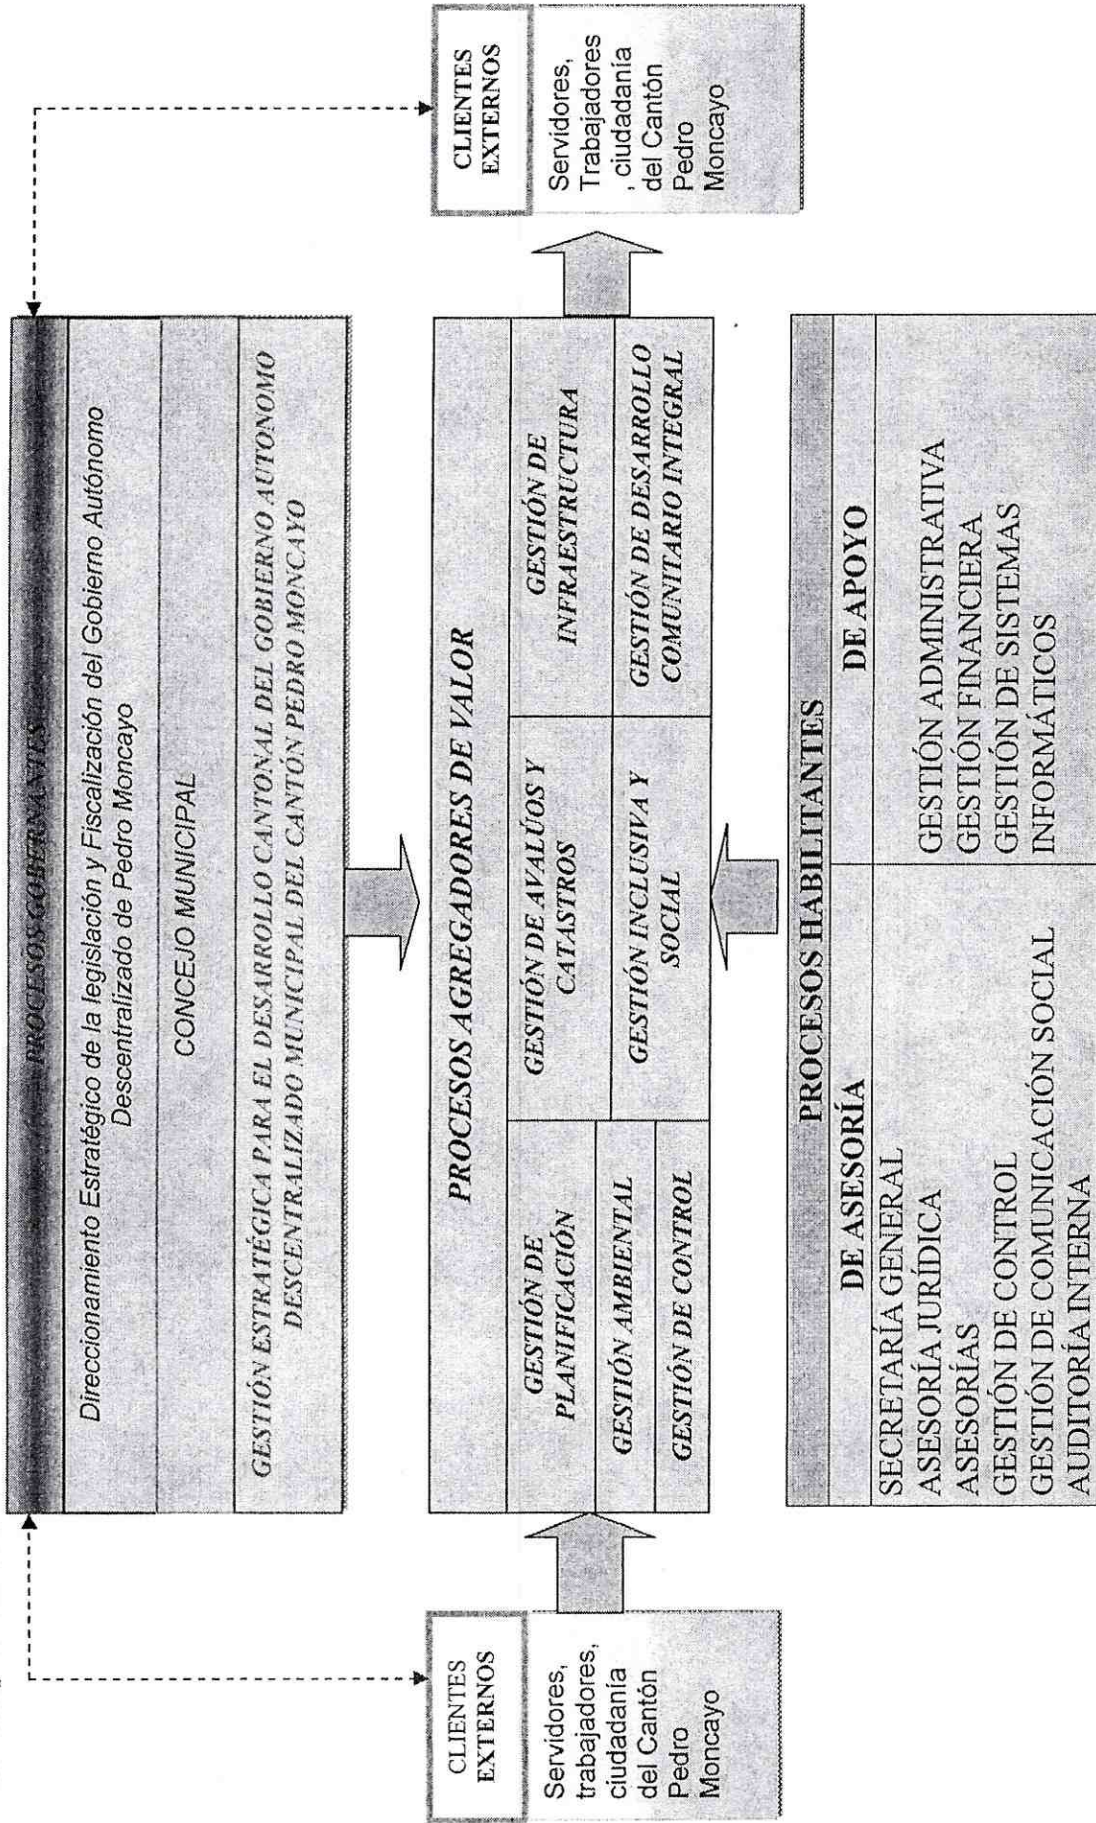 PROCESOS GOBERNANTES
Direccionamiento Estratégico de la legislación y Fiscalización del Gobierno Autónomo
Descentralizado de Pedro Moncayo
CONCEJO MUNICIPAL
GESTIÓN ESTRATÉGICA PARA EL DESARROLLO CANTONAL DEL GOBIERNO AUTONOMO
DESCENTRALIZADO MUNICIPAL DEL CANTÓN PEDRO MONCAYO
CLIENTES
EXTERNOS
Servidores,
trabajadores,
ciudadanía
del Cantón
Pedro
Moncayo
PROCESOS AGREGADORES DE VALOR
GESTIÓN DE
PLANIFICACIÓN
GESTIÓN AMBIENTAL
GESTIÓN DE CONTROL
GESTIÓN DE AVALÚOS Y
CATASTROS
GESTIÓN INCLUSIVA Y
SOCIAL
GESTIÓN DE
INFRAESTRUCTURA
GESTIÓN DE DESARROLLO
COMUNITARIO INTEGRAL
CLIENTES
EXTERNOS
Servidores,
Trabajadores
, ciudadanía
del Cantón
Pedro
Moncayo
PROCESOS HABILITANTES
DE ASESORÍA
SECRETARÍA GENERAL
ASESORÍA JURÍDICA
ASESORÍAS
GESTIÓN DE CONTROL
GESTIÓN DE COMUNICACIÓN SOCIAL
AUDITORÍA INTERNA
DE APOYO
GESTIÓN ADMINISTRATIVA
GESTIÓN FINANCIERA
GESTIÓN DE SISTEMAS
INFORMÁTICOS